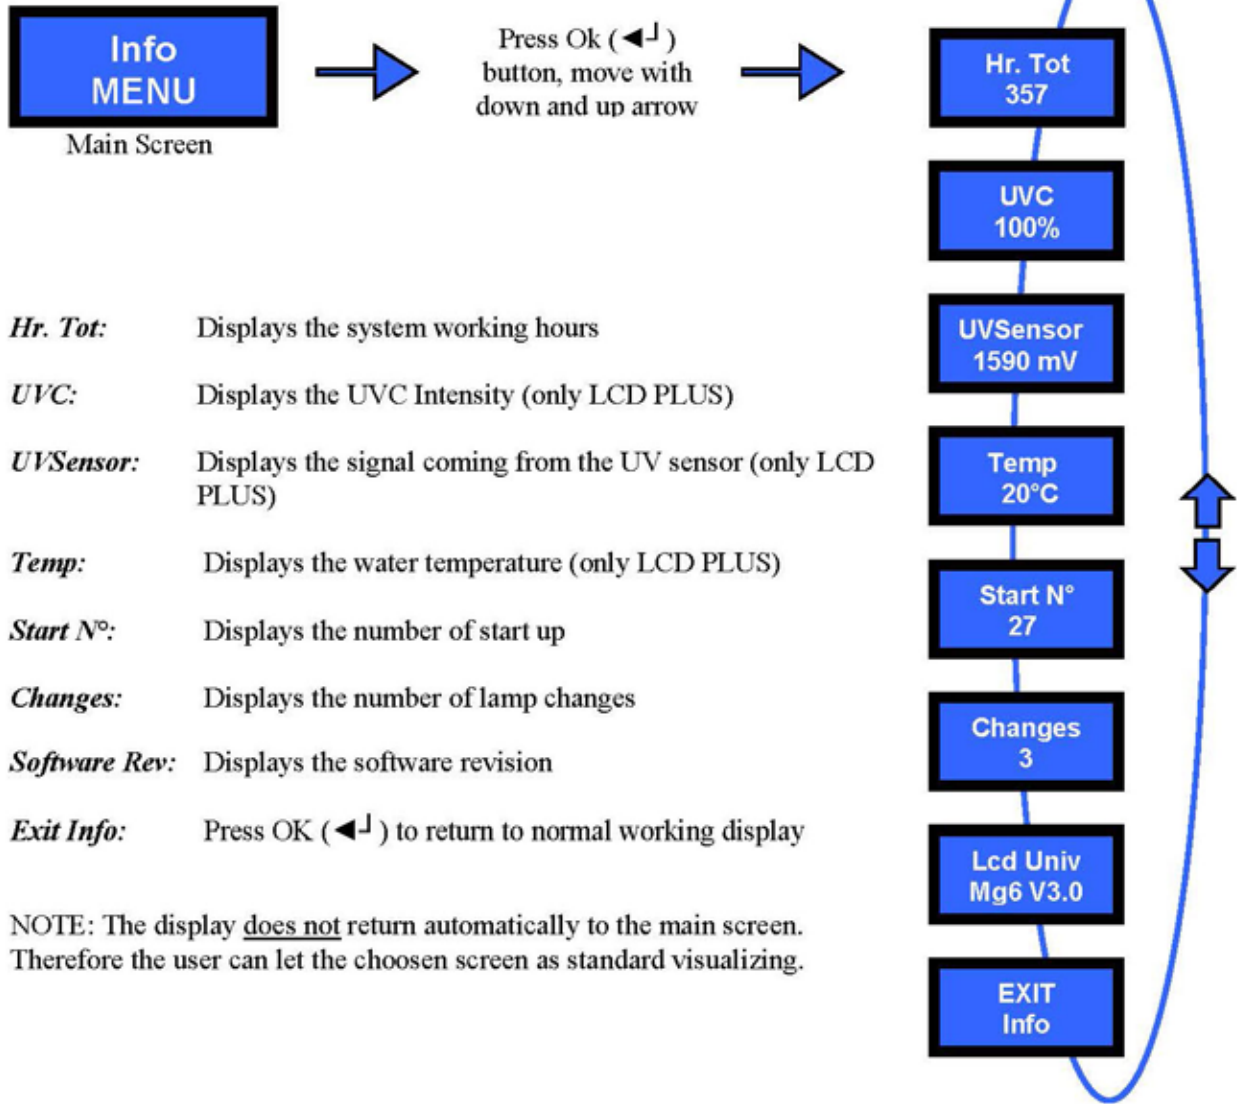 Info
MENU
Main Screen
Press Ok (◄┘)
button, move with
down and up arrow
Hr. Tot
357
UVC
100%
UVSensor
1590 mV
Temp
20°C
Start N°
27
Changes
3
Lcd Univ
Mg6 V3.0
EXIT
Info
Hr. Tot: Displays the system working hours
UVC: Displays the UVC Intensity (only LCD PLUS)
UVSensor: Displays the signal coming from the UV sensor (only LCD
PLUS)
Temp: Displays the water temperature (only LCD PLUS)
Start N°: Displays the number of start up
Changes: Displays the number of lamp changes
Software Rev: Displays the software revision
Exit Info: Press OK (◄┘) to return to normal working display
NOTE: The display does not return automatically to the main screen.
Therefore the user can let the choosen screen as standard visualizing.